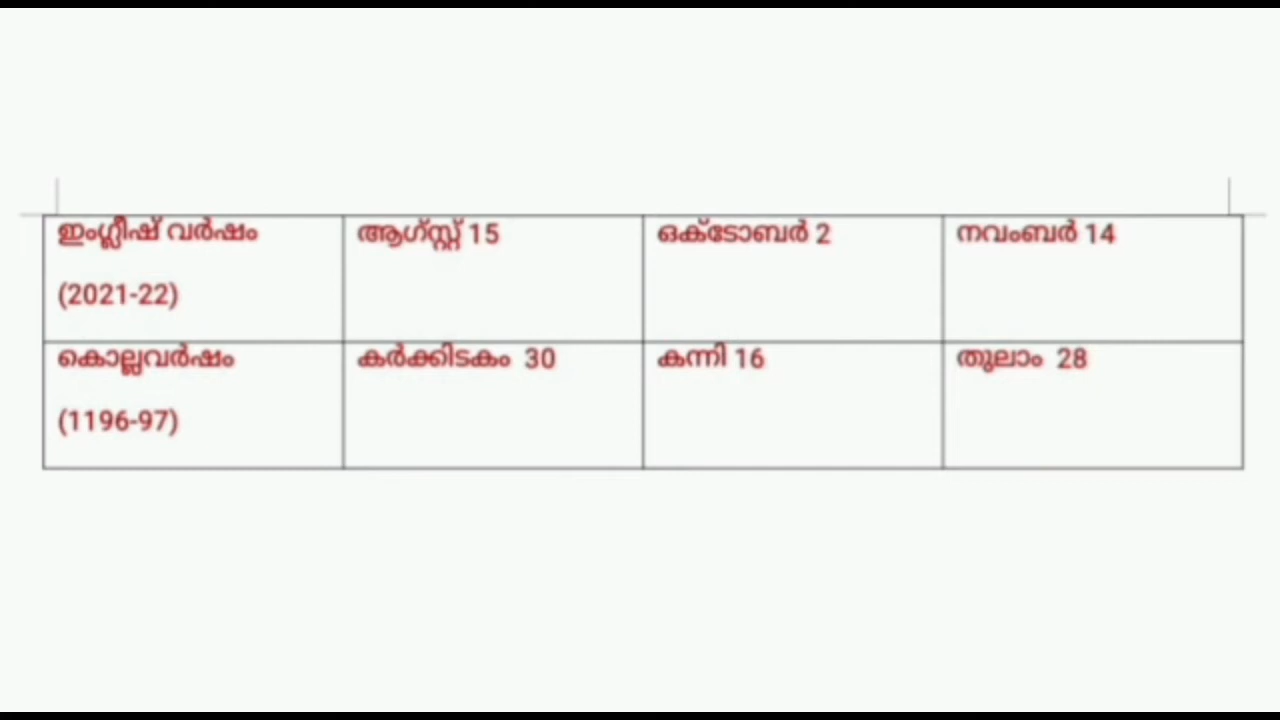 ഇംഗ്ലീഷ് വർഷം
(2021-22)
ആഗ്സ്റ്റ് 15
ഒക്ടോബർ 2
നവംബർ 14
കൊല്ലവർഷം
(1196-97)
കർക്കിടകം 30
കന്നി 16
തുലാം 28